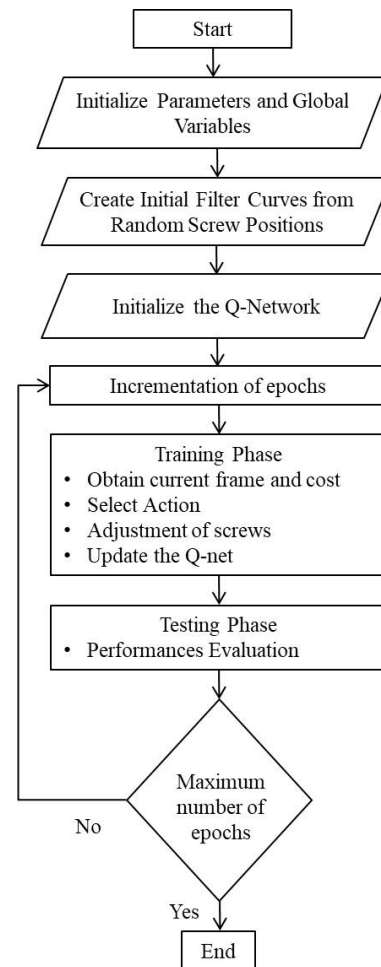 Start
Initialize Parameters and Global
Variables
Create Initial Filter Curves from
Random Screw Positions
Initialize the Q-Network
Incrementation of epochs
Training Phase
• Obtain current frame and cost
• Select Action
• Adjustment of screws
• Update the Q-net
Testing Phase
• Performances Evaluation
Maximum
number of
epochs
No
Yes
End